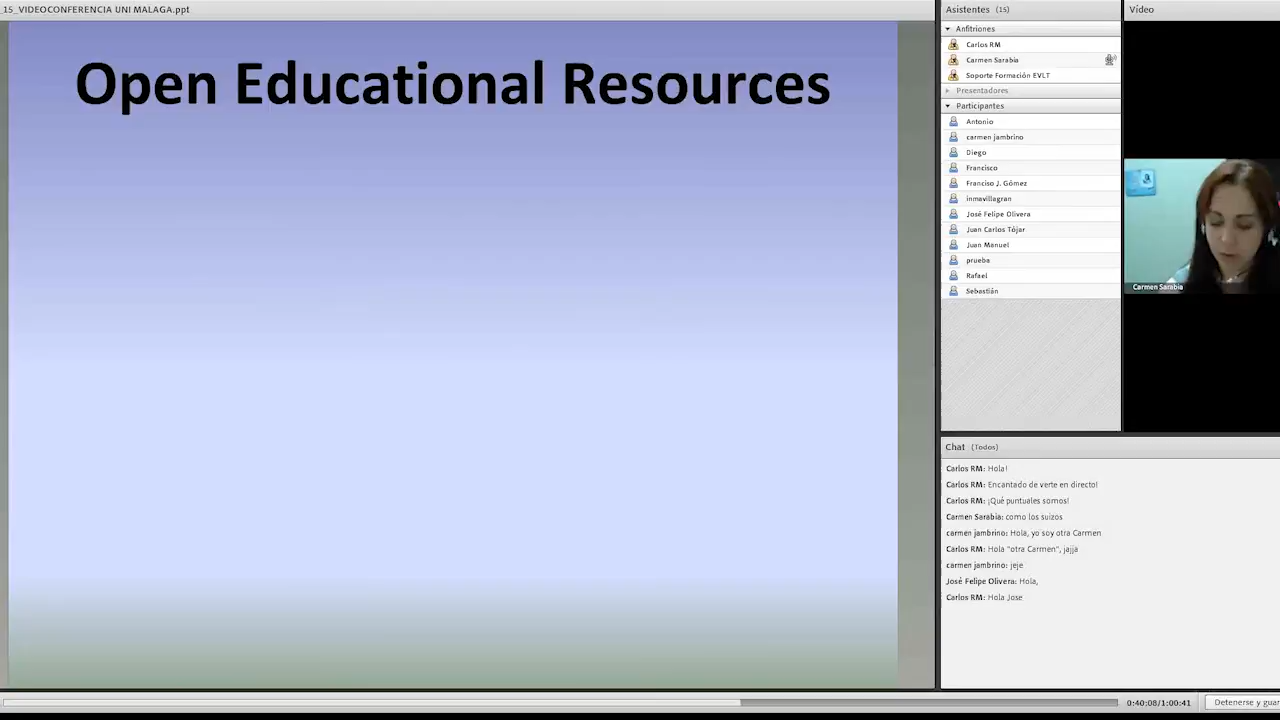 _15_VIDEOCONFERENCIA UNI MALAGA.ppt
Open Educational Resources
Asistentes (15)
Anfitriones
Carlos RM
Carmen Sarabia
Soporte Formación EVLT
Presentadores
Participantes
Antonio
carmen jambrino
Diego
Francisco
Franciso J. Gómez
inmavillagran
José Felipe Olivera
Juan Carlos Tójar
Juan Manuel
prueba
Rafael
Sebastián
Vídeo
Carmen Sarabia
Chat (Todos)
Carlos RM: Hola!
Carlos RM: Encantado de verte en directo!
Carlos RM: ¡Qué puntuales somos!
Carmen Sarabia: como los suizos
carmen jambrino: Hola, yo soy otra Carmen
Carlos RM: Hola "otra Carmen", jajja
carmen jambrino: jeje
José Felipe Olivera: Hola,
Carlos RM: Hola Jose
0:40:08/1:00:41
Detenerse y guar